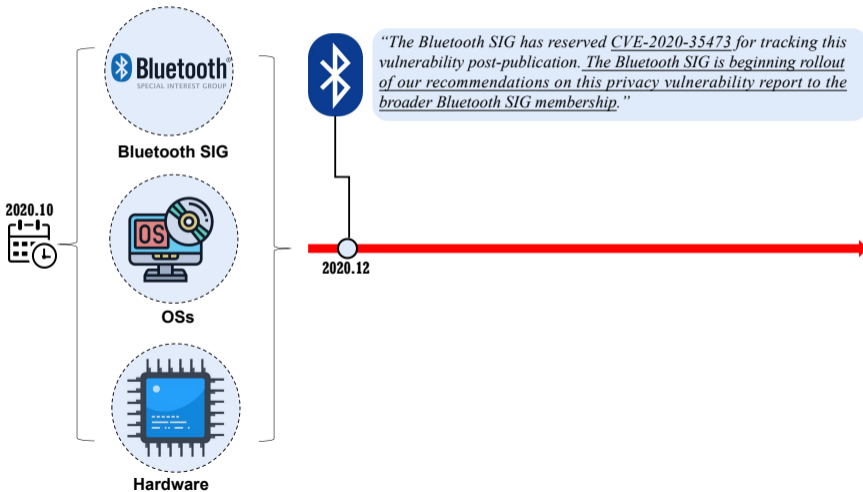 2020.10
Bluetooth®
SPECIAL INTEREST GROUP
Bluetooth SIG
OS
OSs
Hardware
“The Bluetooth SIG has reserved CVE-2020-35473 for tracking this
vulnerability post-publication. The Bluetooth SIG is beginning rollout
of our recommendations on this privacy vulnerability report to the
broader Bluetooth SIG membership.”
2020.12